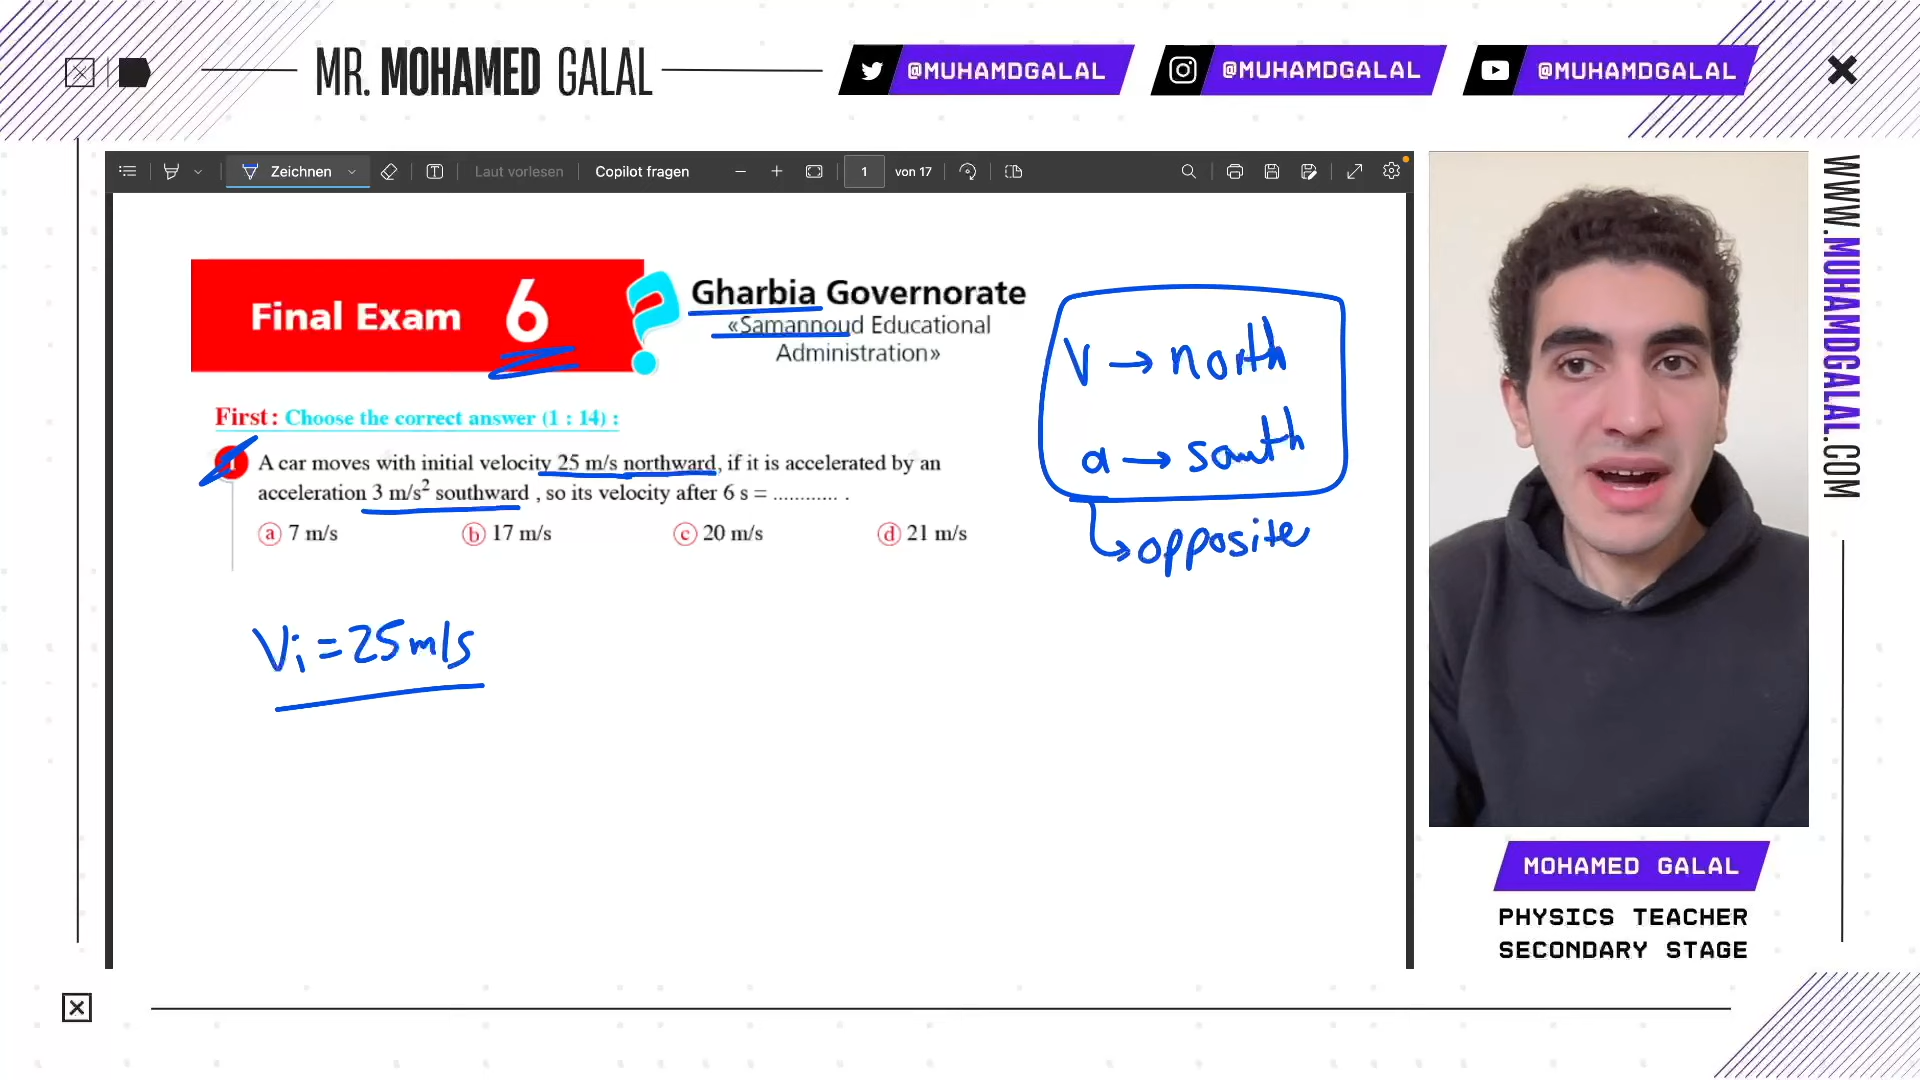 MR. MOHAMED GALAL
@MUHAMDGALAL
@MUHAMDGALAL
@MUHAMDGALAL
Zeichnen
Laut vorlesen
Copilot fragen
1
von 17
Final Exam 6
Gharbia Governorate
«Samannoud Educational
Administration»
First : Choose the correct answer (1 : 14) :
1 A car moves with initial velocity 25 m/s northward, if it is accelerated by an
acceleration 3 m/s² southward , so its velocity after 6 s = ............ .
a 7 m/s
b 17 m/s
c 20 m/s
d 21 m/s
V → north
a → south
opposite
Vi = 25 m/s
WWW.MUHAMDGALAL.COM
MOHAMED GALAL
PHYSICS TEACHER
SECONDARY STAGE